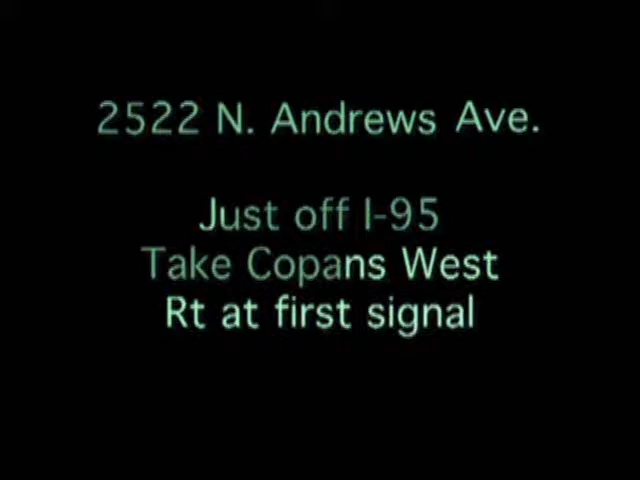 2522 N. Andrews Ave.
Just off I-95
Take Copans West
Rt at first signal